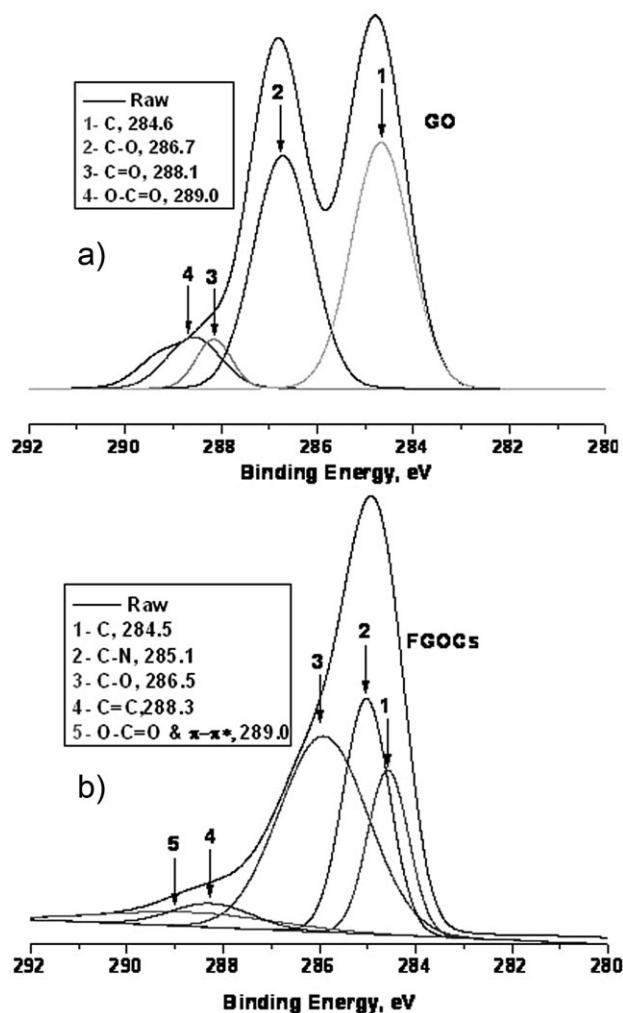 Raw
1- C, 284.6
2- C-O, 286.7
3- C=O, 288.1
4- O-C=O, 289.0
a)
1
2
GO
4 3
292 290 288 286 284 282 280
Binding Energy, eV
Raw
1- C, 284.5
2- C-N, 285.1
3- C-O, 286.5
4- C=C,288.3
5- O-C=O & π-π*, 289.0
b)
2
3
FGOCs
1
5 4
292 290 288 286 284 282 280
Binding Energy, eV